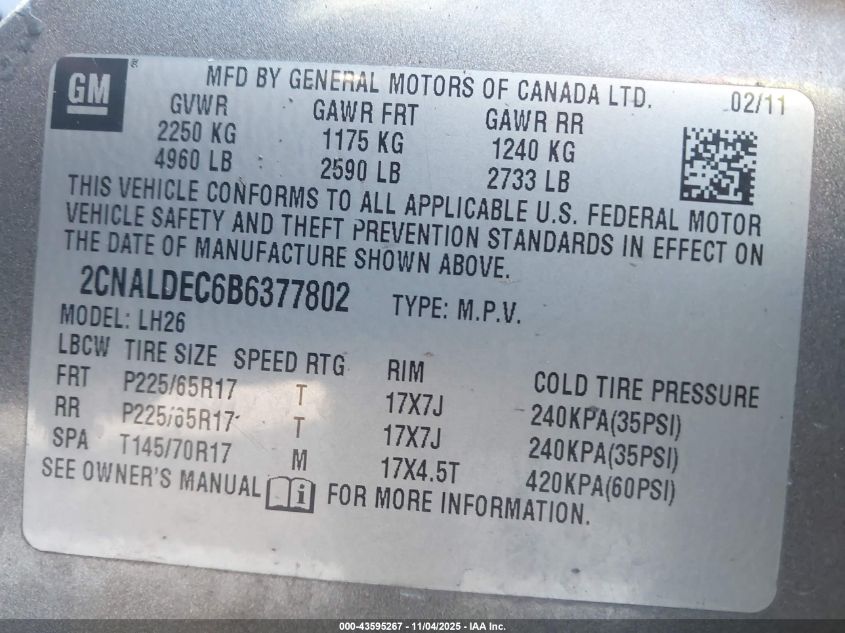 GM ®
MFD BY GENERAL MOTORS OF CANADA LTD. 02/11
GVWR GAWR FRT GAWR RR
2250 KG 1175 KG 1240 KG
4960 LB 2590 LB 2733 LB
THIS VEHICLE CONFORMS TO ALL APPLICABLE U.S. FEDERAL MOTOR
VEHICLE SAFETY AND THEFT PREVENTION STANDARDS IN EFFECT ON
THE DATE OF MANUFACTURE SHOWN ABOVE.
2CNALDEC6B6377802 TYPE: M.P.V.
MODEL: LH26
LBCW TIRE SIZE SPEED RTG RIM COLD TIRE PRESSURE
FRT P225/65R17 T 17X7J 240KPA(35PSI)
RR P225/65R17 T 17X7J 240KPA(35PSI)
SPA T145/70R17 M 17X4.5T 420KPA(60PSI)
SEE OWNER'S MANUAL i FOR MORE INFORMATION.
000-43595267 - 11/04/2025 - IAA Inc.